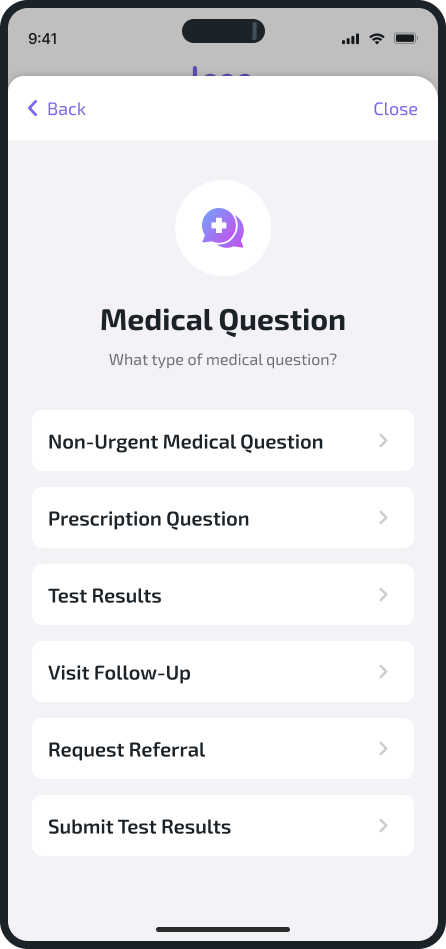 9:41
Back
Close
Medical Question
What type of medical question?
Non-Urgent Medical Question
Prescription Question
Test Results
Visit Follow-Up
Request Referral
Submit Test Results